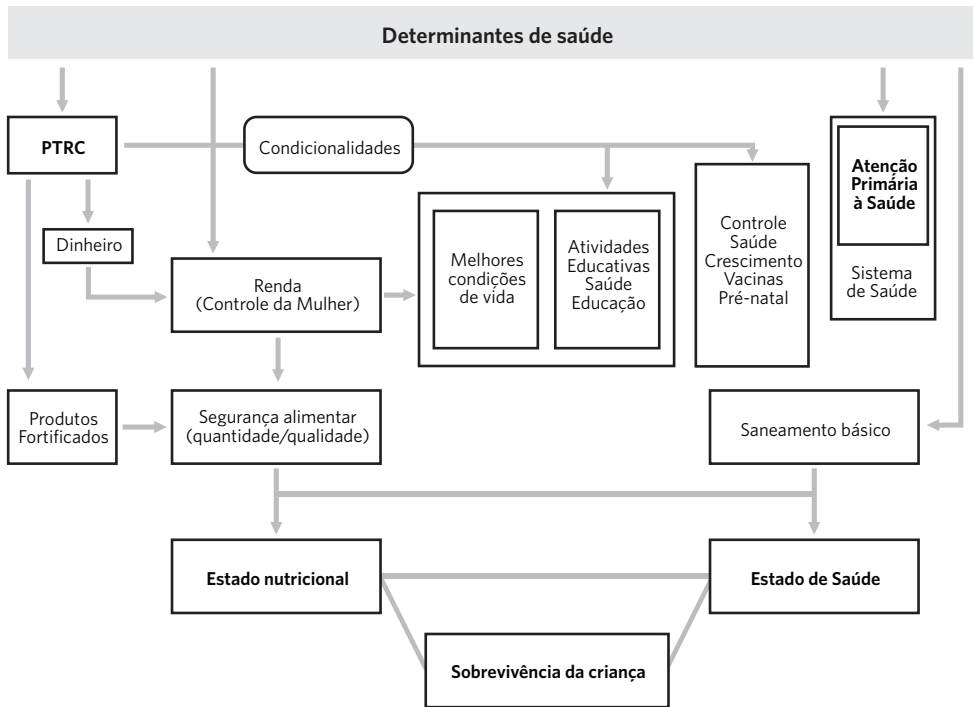 Determinantes de saúde
PTRC
Condicionalidades
Atenção
Primária
à Saúde
Sistema
de Saúde
Dinheiro
Renda
(Controle da Mulher)
Melhores
condições
de vida
Atividades
Educativas
Saúde
Educação
Controle
Saúde
Crescimento
Vacinas
Pré-natal
Produtos
Fortificados
Segurança alimentar
(quantidade/qualidade)
Saneamento básico
Estado nutricional
Estado de Saúde
Sobrevivência da criança